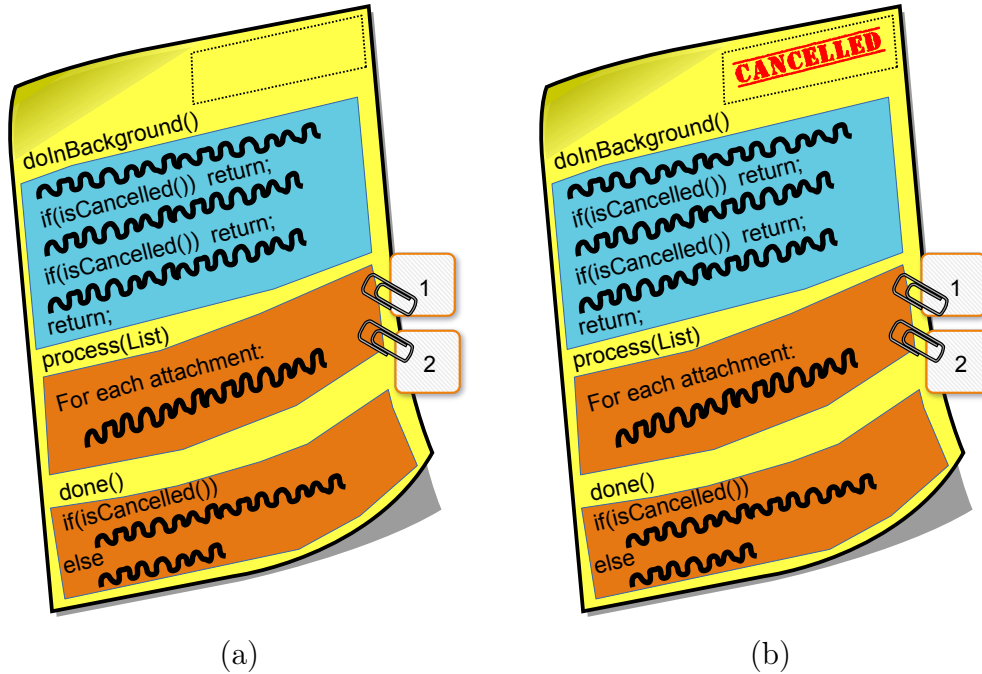 doInBackground()
if(isCancelled()) return;
if(isCancelled()) return;
return;
1
process(List)
2
For each attachment:
done()
if(isCancelled())
else
(a)
CANCELLED
doInBackground()
if(isCancelled()) return;
if(isCancelled()) return;
return;
1
process(List)
2
For each attachment:
done()
if(isCancelled())
else
(b)